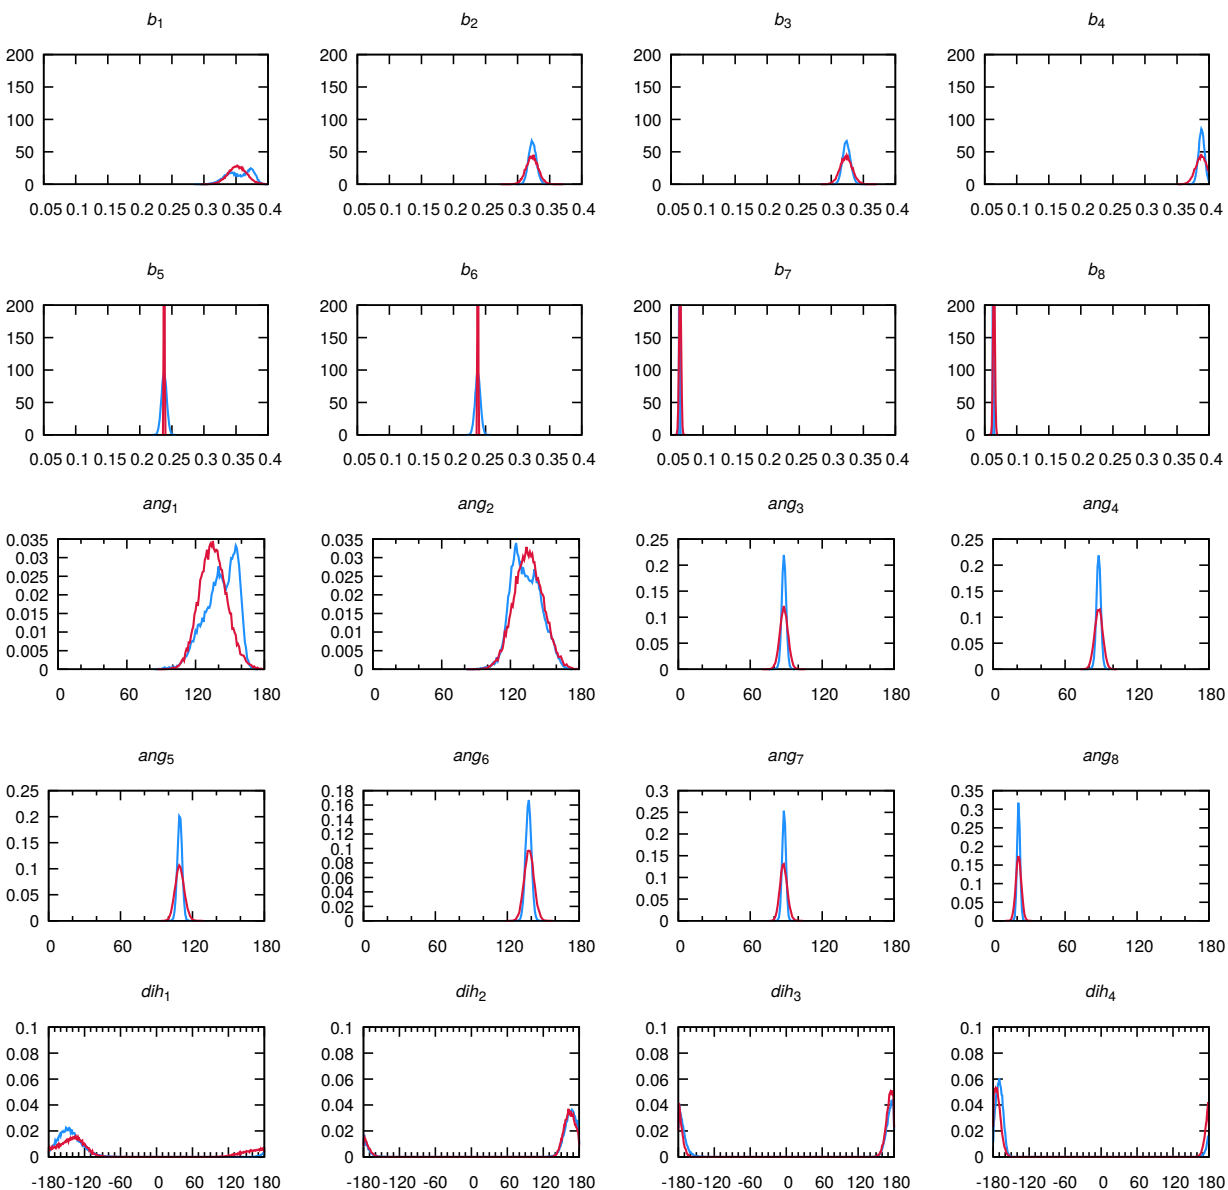 b1 b2 b3 b4
200 200 200 200
150 150 150 150
100 100 100 100
50 50 50 50
0 0 0 0
0.05 0.1 0.15 0.2 0.25 0.3 0.35 0.4 0.05 0.1 0.15 0.2 0.25 0.3 0.35 0.4 0.05 0.1 0.15 0.2 0.25 0.3 0.35 0.4 0.05 0.1 0.15 0.2 0.25 0.3 0.35 0.4
b5 b6 b7 b8
200 200 200 200
150 150 150 150
100 100 100 100
50 50 50 50
0 0 0 0
0.05 0.1 0.15 0.2 0.25 0.3 0.35 0.4 0.05 0.1 0.15 0.2 0.25 0.3 0.35 0.4 0.05 0.1 0.15 0.2 0.25 0.3 0.35 0.4 0.05 0.1 0.15 0.2 0.25 0.3 0.35 0.4
ang1 ang2 ang3 ang4
0.035 0.035 0.25 0.25
0.03 0.03 0.2 0.2
0.025 0.025 0.15 0.15
0.02 0.02 0.1 0.1
0.015 0.015 0.05 0.05
0.01 0.01 0 0
0.005 0.005
0 0
0 60 120 180 0 60 120 180 0 60 120 180 0 60 120 180
ang5 ang6 ang7 ang8
0.25 0.18 0.3 0.35
0.2 0.16 0.25 0.3
0.15 0.14 0.2 0.25
0.1 0.12 0.15 0.2
0.05 0.1 0.1 0.15
0 0.08 0.05 0.1
0.06 0 0.05
0.04 0
0.02
0
0 60 120 180 0 60 120 180 0 60 120 180 0 60 120 180
dih1 dih2 dih3 dih4
0.1 0.1 0.1 0.1
0.08 0.08 0.08 0.08
0.06 0.06 0.06 0.06
0.04 0.04 0.04 0.04
0.02 0.02 0.02 0.02
0 0 0 0
-180 -120 -60 0 60 120 180 -180 -120 -60 0 60 120 180 -180 -120 -60 0 60 120 180 -180 -120 -60 0 60 120 180